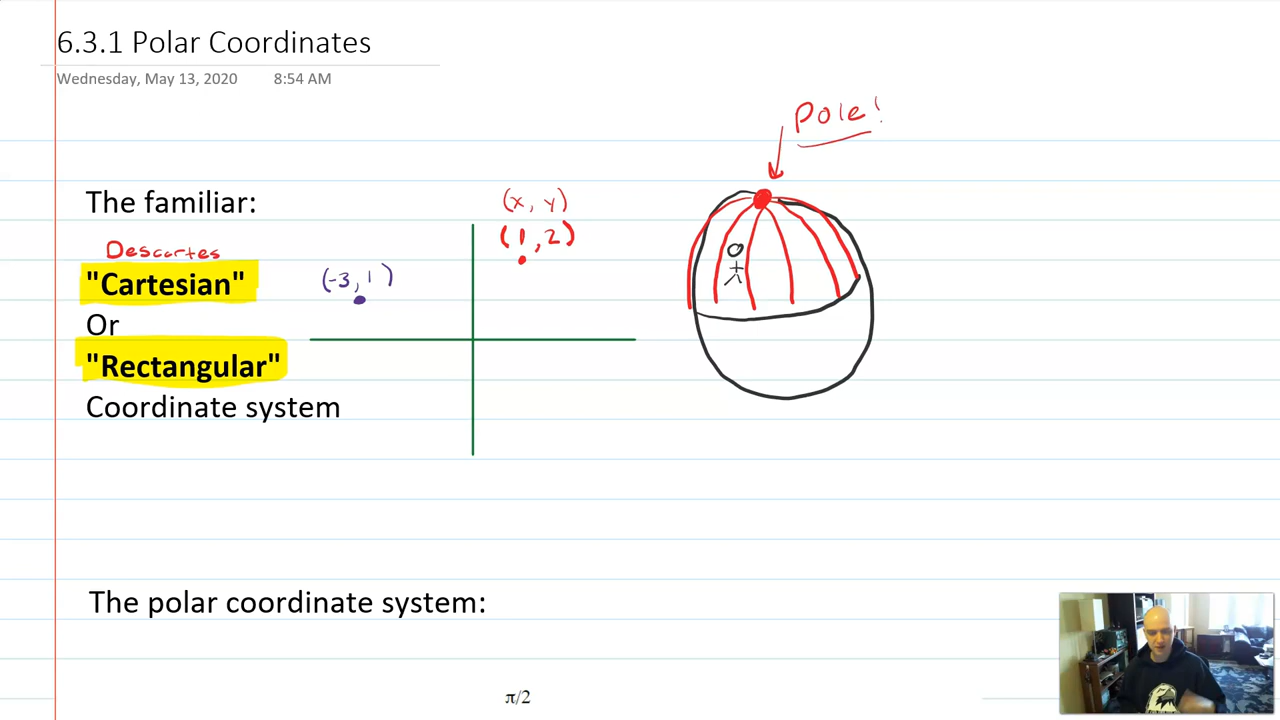 6.3.1 Polar Coordinates
Wednesday, May 13, 2020 8:54 AM
Pole!
The familiar:
(x, y)
Descartes
(1, 2)
"Cartesian"
(-3, 1)
Or
"Rectangular"
Coordinate system
The polar coordinate system:
π/2